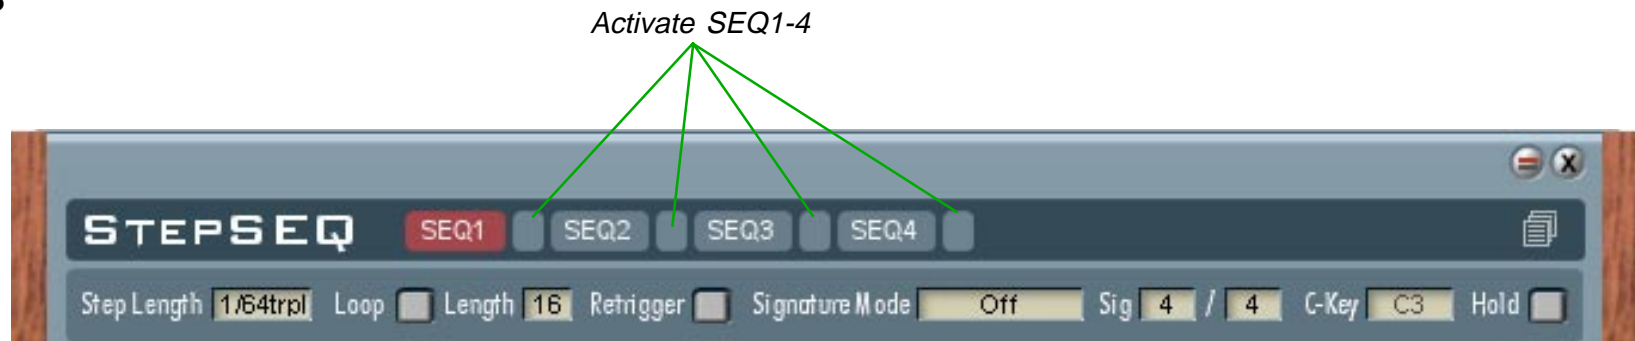 Activate SEQ1-4
STEPSEQ SEQ1 SEQ2 SEQ3 SEQ4
Step Length 1/64trpl Loop Length 16 Retrigger Signature Mode Off Sig 4 / 4 C-Key C3 Hold